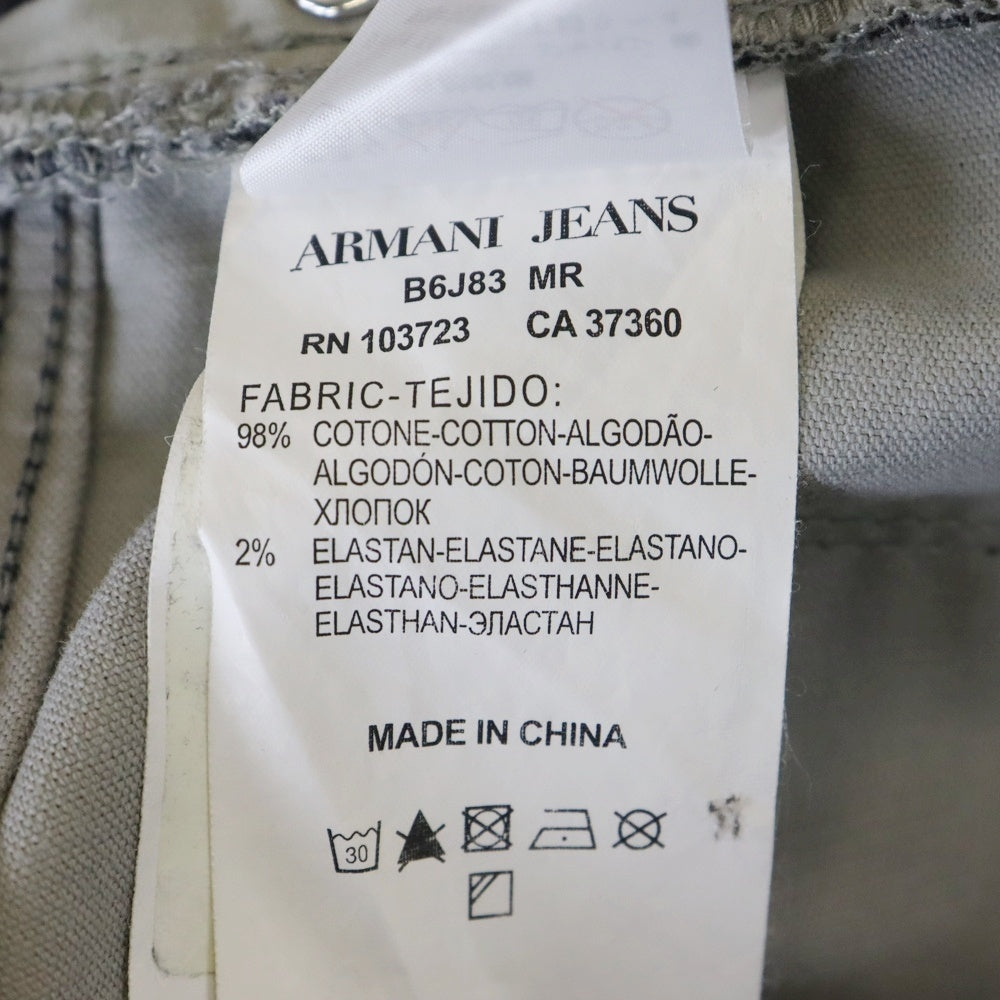 ARMANI JEANS
B6J83 MR
RN 103723 CA 37360
FABRIC-TEJIDO:
98% COTONE-COTTON-ALGODÃO-
ALGODÓN-COTON-BAUMWOLLE-
ХЛОПОК
2% ELASTAN-ELASTANE-ELASTANO-
ELASTANO-ELASTHANNE-
ELASTHAN-ЭЛАСТАН
MADE IN CHINA
30